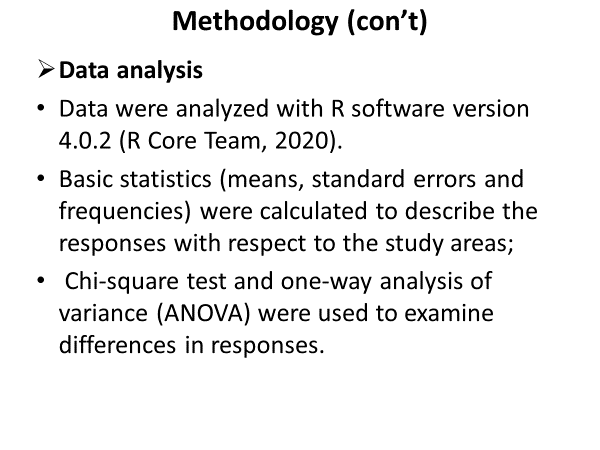 Methodology (con’t)
➢Data analysis
• Data were analyzed with R software version
4.0.2 (R Core Team, 2020).
• Basic statistics (means, standard errors and
frequencies) were calculated to describe the
responses with respect to the study areas;
• Chi-square test and one-way analysis of
variance (ANOVA) were used to examine
differences in responses.